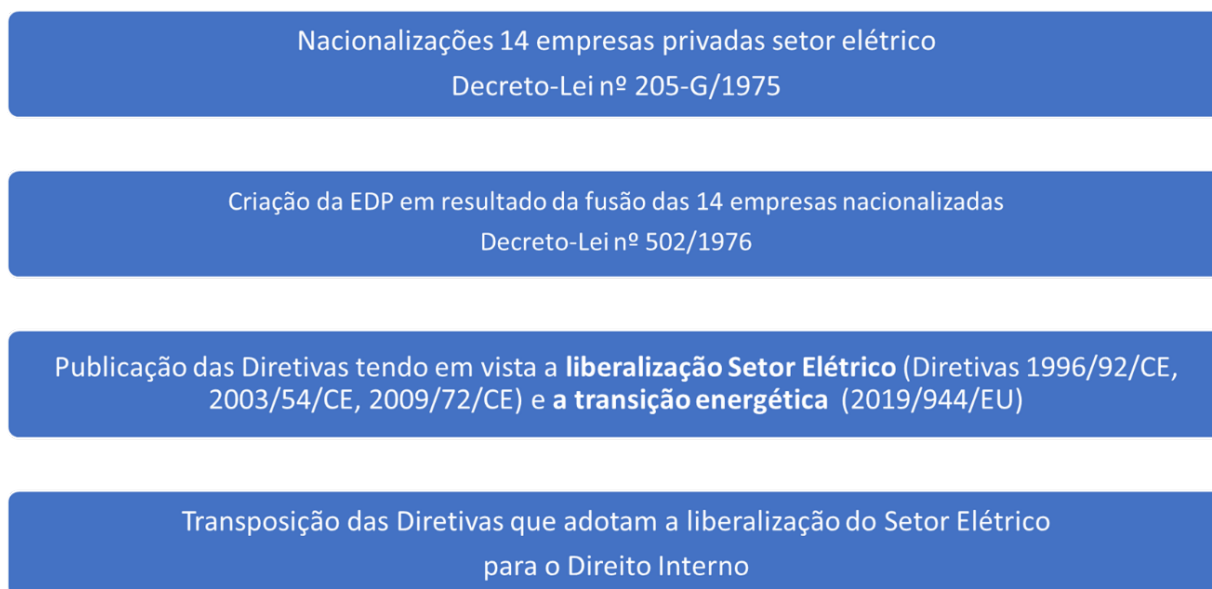 Nacionalizações 14 empresas privadas setor elétrico
Decreto-Lei nº 205-G/1975
Criação da EDP em resultado da fusão das 14 empresas nacionalizadas
Decreto-Lei nº 502/1976
Publicação das Diretivas tendo em vista a liberalização Setor Elétrico (Diretivas 1996/92/CE,
2003/54/CE, 2009/72/CE) e a transição energética (2019/944/EU)
Transposição das Diretivas que adotam a liberalização do Setor Elétrico
para o Direito Interno